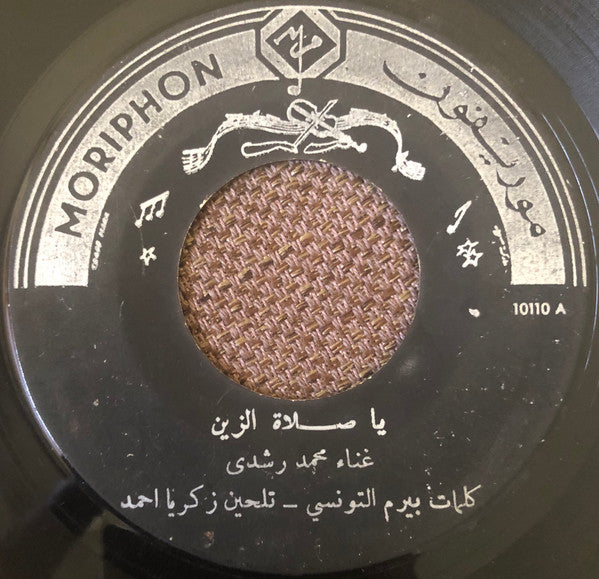 MORIPHON
موريفون
10110 A
يا صلاة الزين
غناء محمد رشدى
كلمات بيرم التونسي - تلحين زكريا احمد